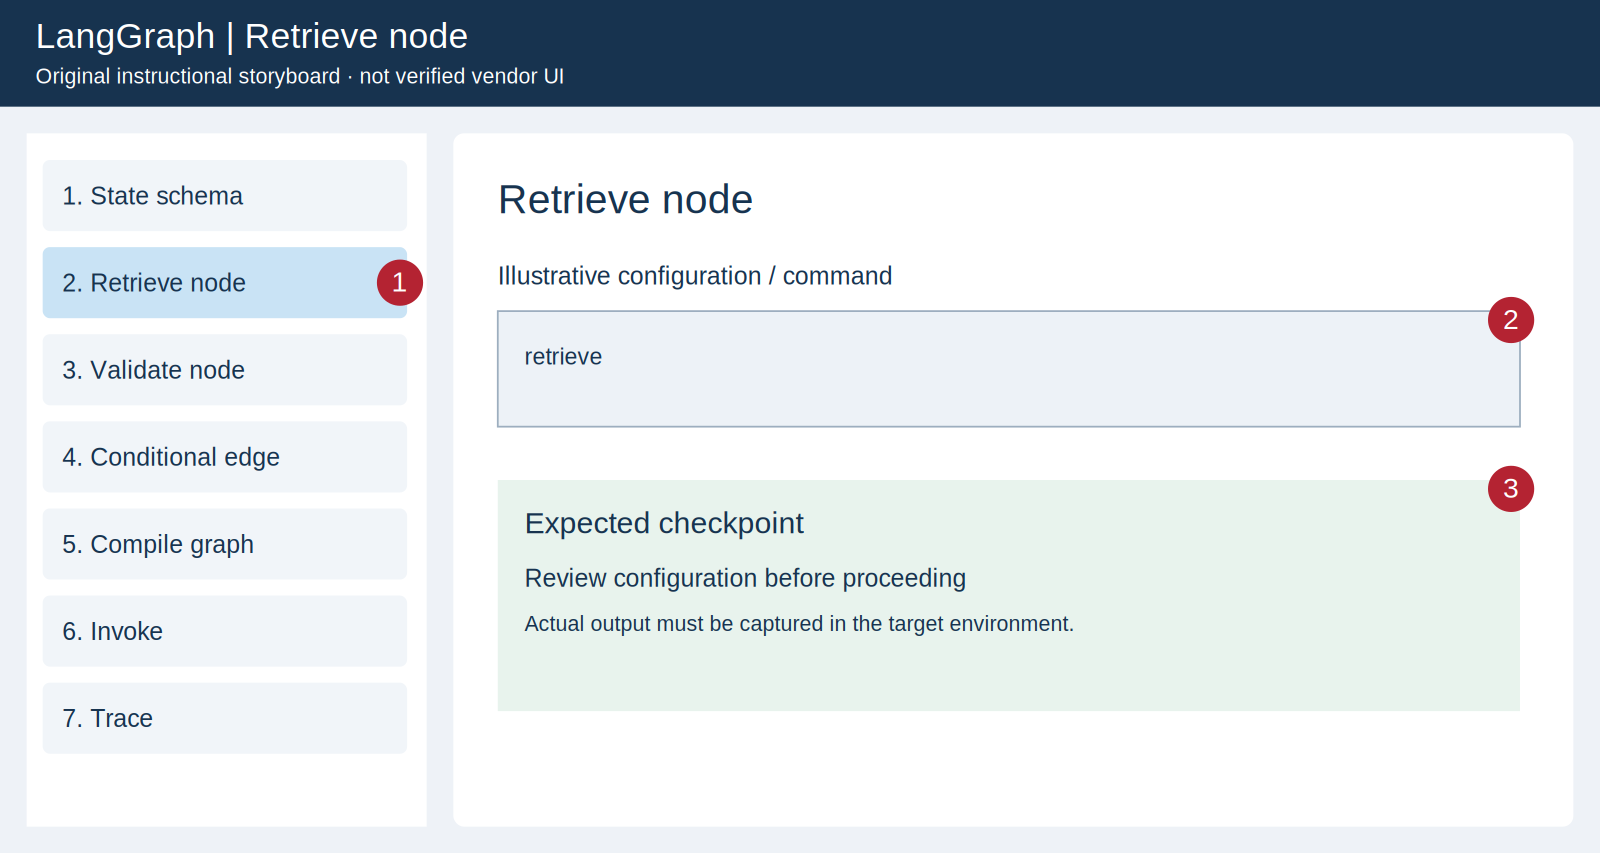 LangGraph | Retrieve node
Original instructional storyboard · not verified vendor UI
1. State schema
2. Retrieve node
1
3. Validate node
4. Conditional edge
5. Compile graph
6. Invoke
7. Trace
Retrieve node
Illustrative configuration / command
2
retrieve
3
Expected checkpoint
Review configuration before proceeding
Actual output must be captured in the target environment.